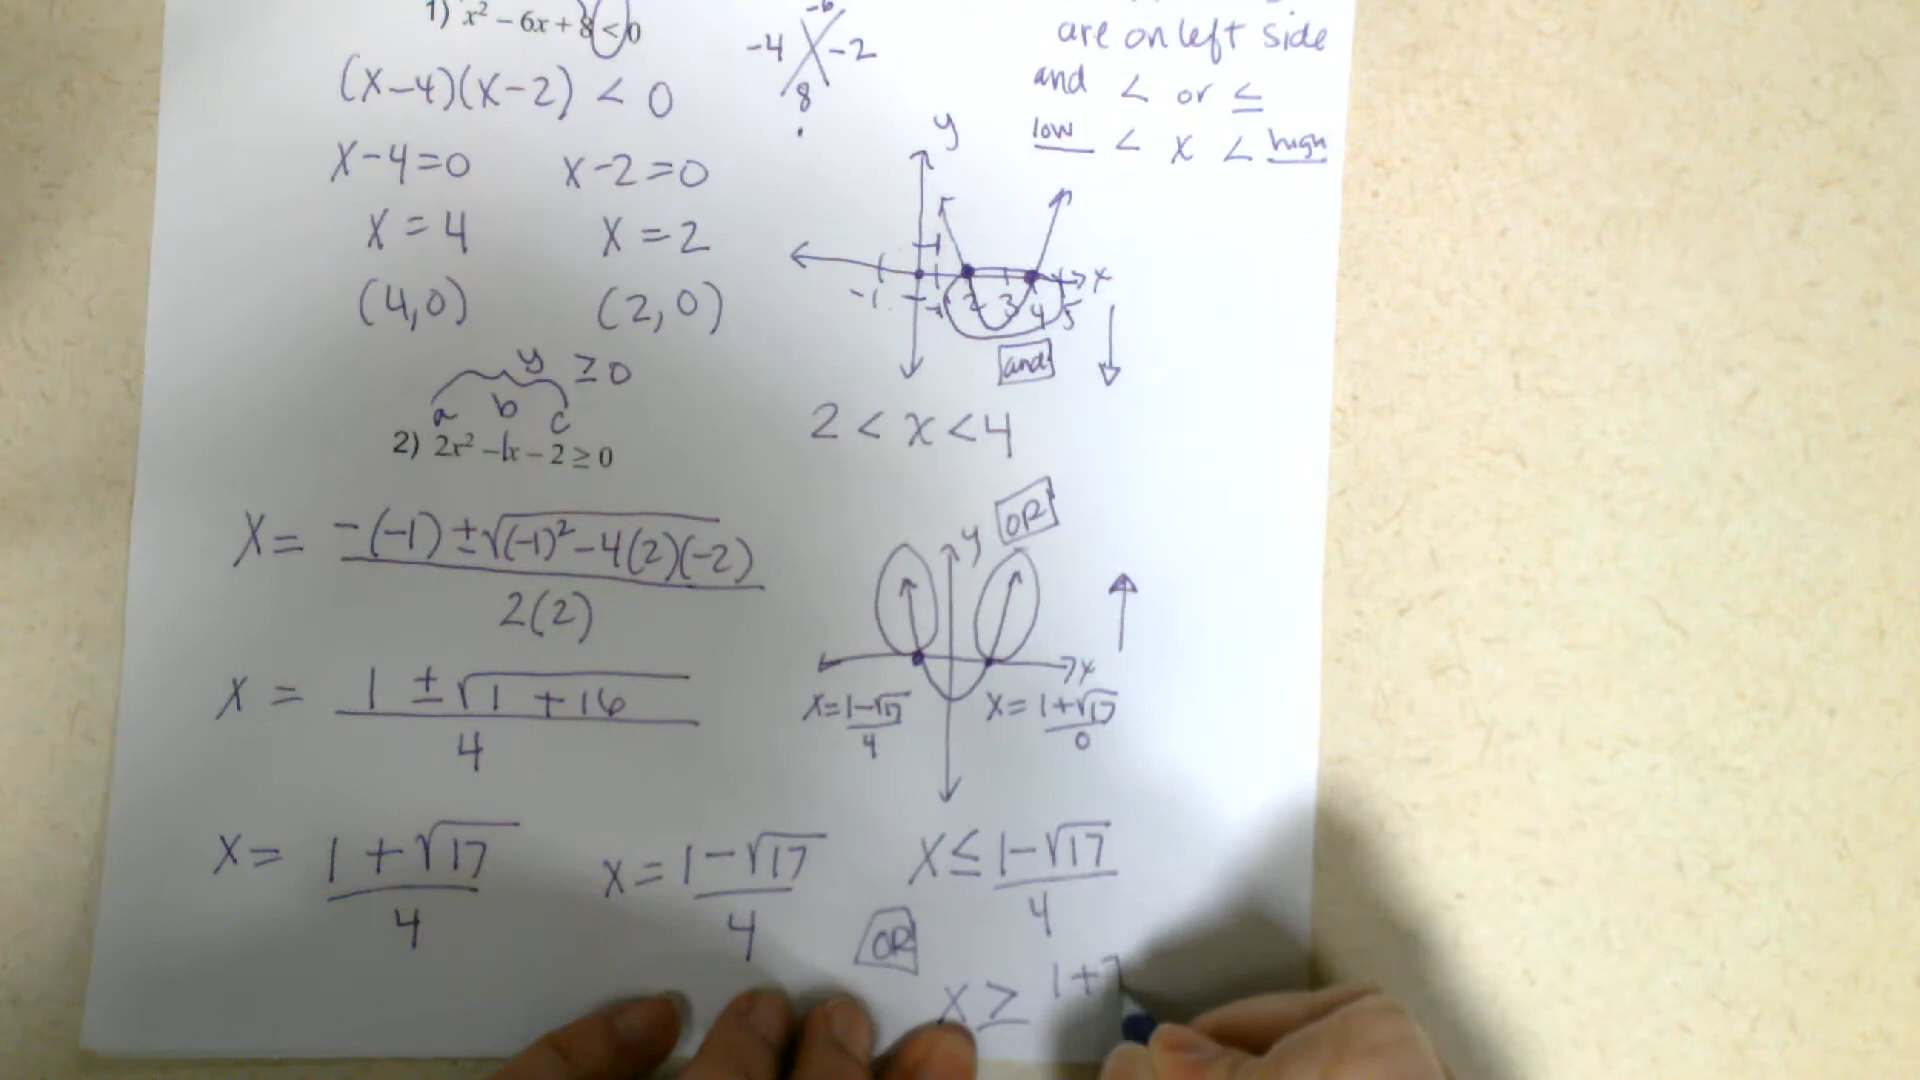 1) x² – 6x + 8 < 0
(x–4)(x–2) < 0
x–4=0 x–2=0
x = 4 x = 2
(4,0) (2,0)
-6
-4 -2
8
are on left side
and < or ≤
low < x < high
y
x
-1 2 3 4 5
and
2 < x < 4
y ≥ 0
a b c
2) 2x² – 1x – 2 ≥ 0
x = -(-1) ± √(-1)² - 4(2)(-2)
2(2)
x = 1 ± √1 + 16
4
x = 1 + √17
4
x = 1 - √17
4
y OR
x
x = 1-√17
4
x = 1+√17
0
x ≤ 1-√17
4
OR
x ≥ 1+